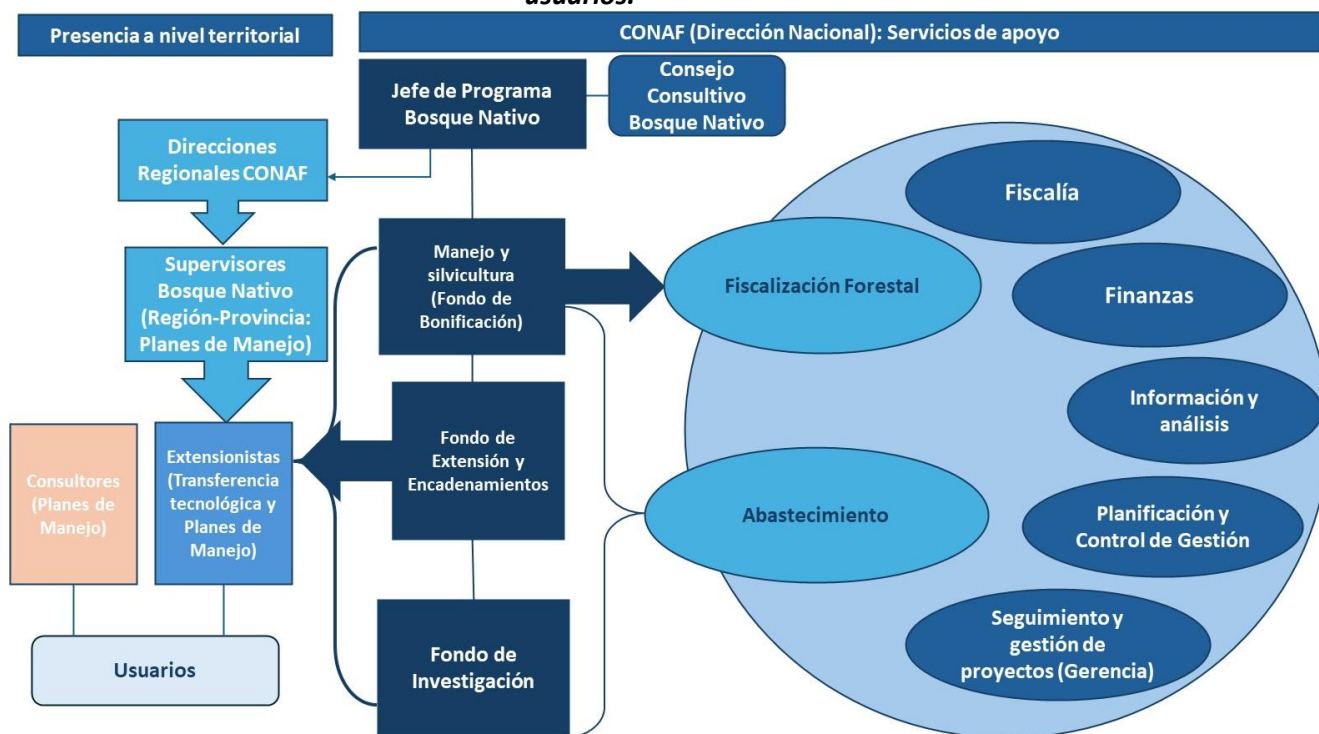 usuarios.
Presencia a nivel territorial
CONAF (Dirección Nacional): Servicios de apoyo
Jefe de Programa
Bosque Nativo
Consejo
Consultivo
Bosque Nativo
Direcciones
Regionales CONAF
Supervisores
Bosque Nativo
(Región-Provincia:
Planes de Manejo)
Consultores
(Planes de
Manejo)
Extensionistas
(Transferencia
tecnológica y
Planes de
Manejo)
Usuarios
Manejo y
silvicultura
(Fondo de
Bonificación)
Fondo de
Extensión y
Encadenamientos
Fondo de
Investigación
Fiscalización Forestal
Abastecimiento
Fiscalía
Finanzas
Información y
análisis
Planificación y
Control de Gestión
Seguimiento y
gestión de
proyectos (Gerencia)